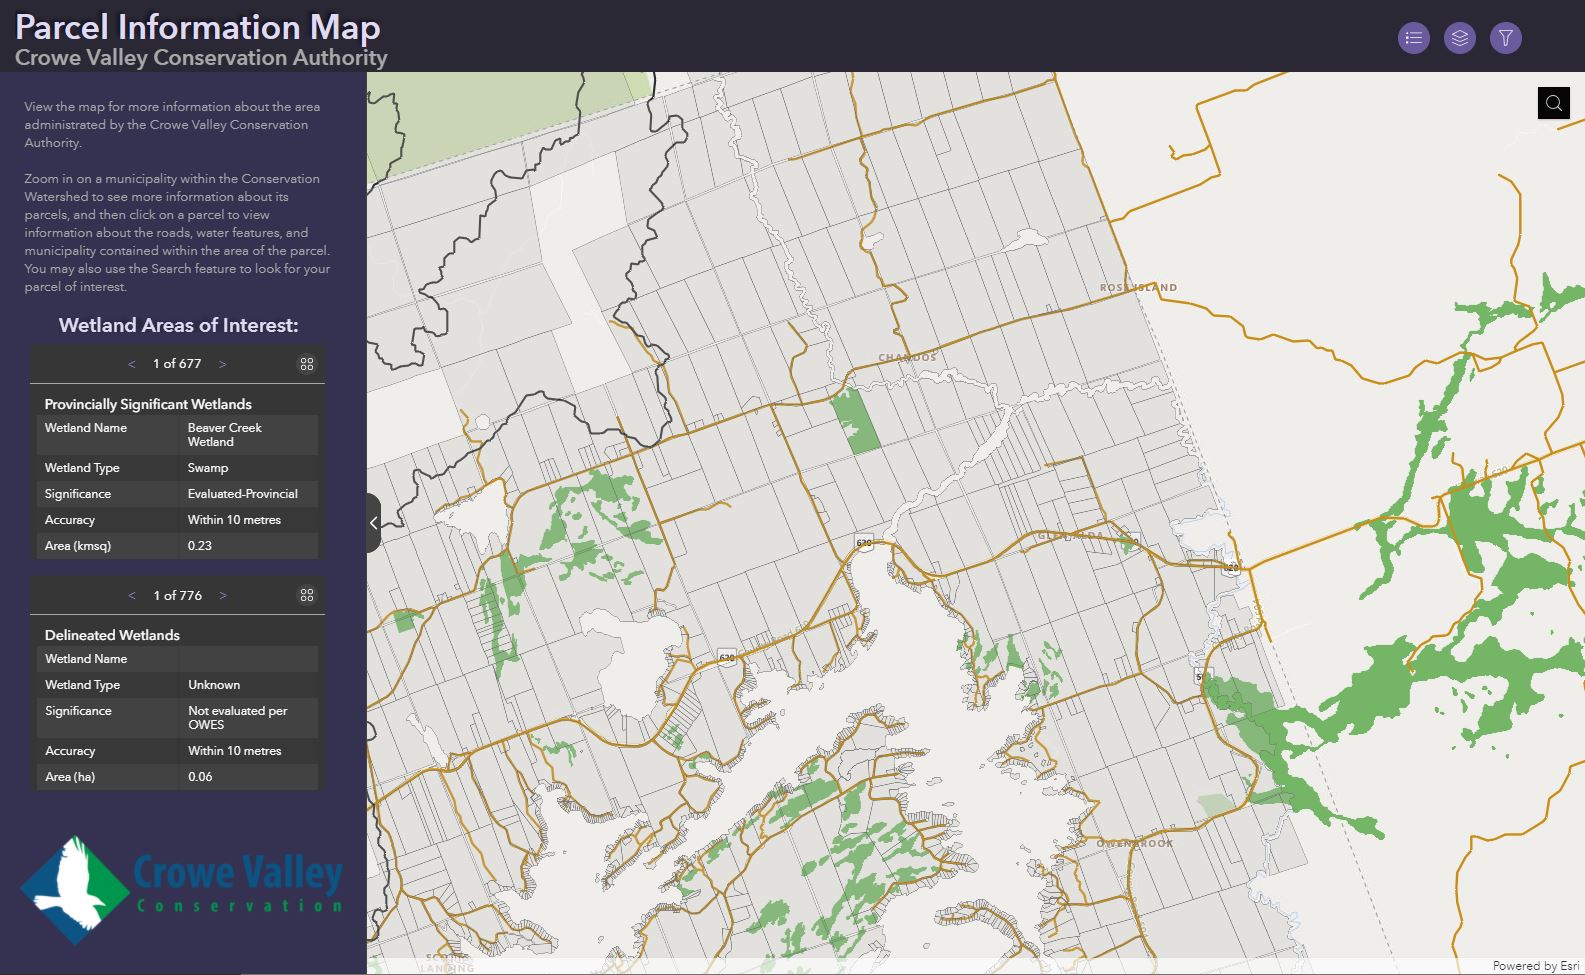 Parcel Information Map
Crowe Valley Conservation Authority
View the map for more information about the area
administrated by the Crowe Valley Conservation
Authority.
Zoom in on a municipality within the Conservation
Watershed to see more information about its
parcels, and then click on a parcel to view
information about the roads, water features, and
municipality contained within the area of the parcel.
You may also use the Search feature to look for your
parcel of interest.
Wetland Areas of Interest:
< 1 of 677 >
Provincially Significant Wetlands
Wetland Name Beaver Creek
Wetland
Wetland Type Swamp
Significance Evaluated-Provincial
Accuracy Within 10 metres
Area (kmsq) 0.23
< 1 of 776 >
Delineated Wetlands
Wetland Name
Wetland Type Unknown
Significance Not evaluated per
OWES
Accuracy Within 10 metres
Area (ha) 0.06
Crowe Valley
Conservation
ROSE ISLAND
CHANDOS
620
620
GLEN ALDA
620
620
OWENBROOK
LANDING
Powered by Esri